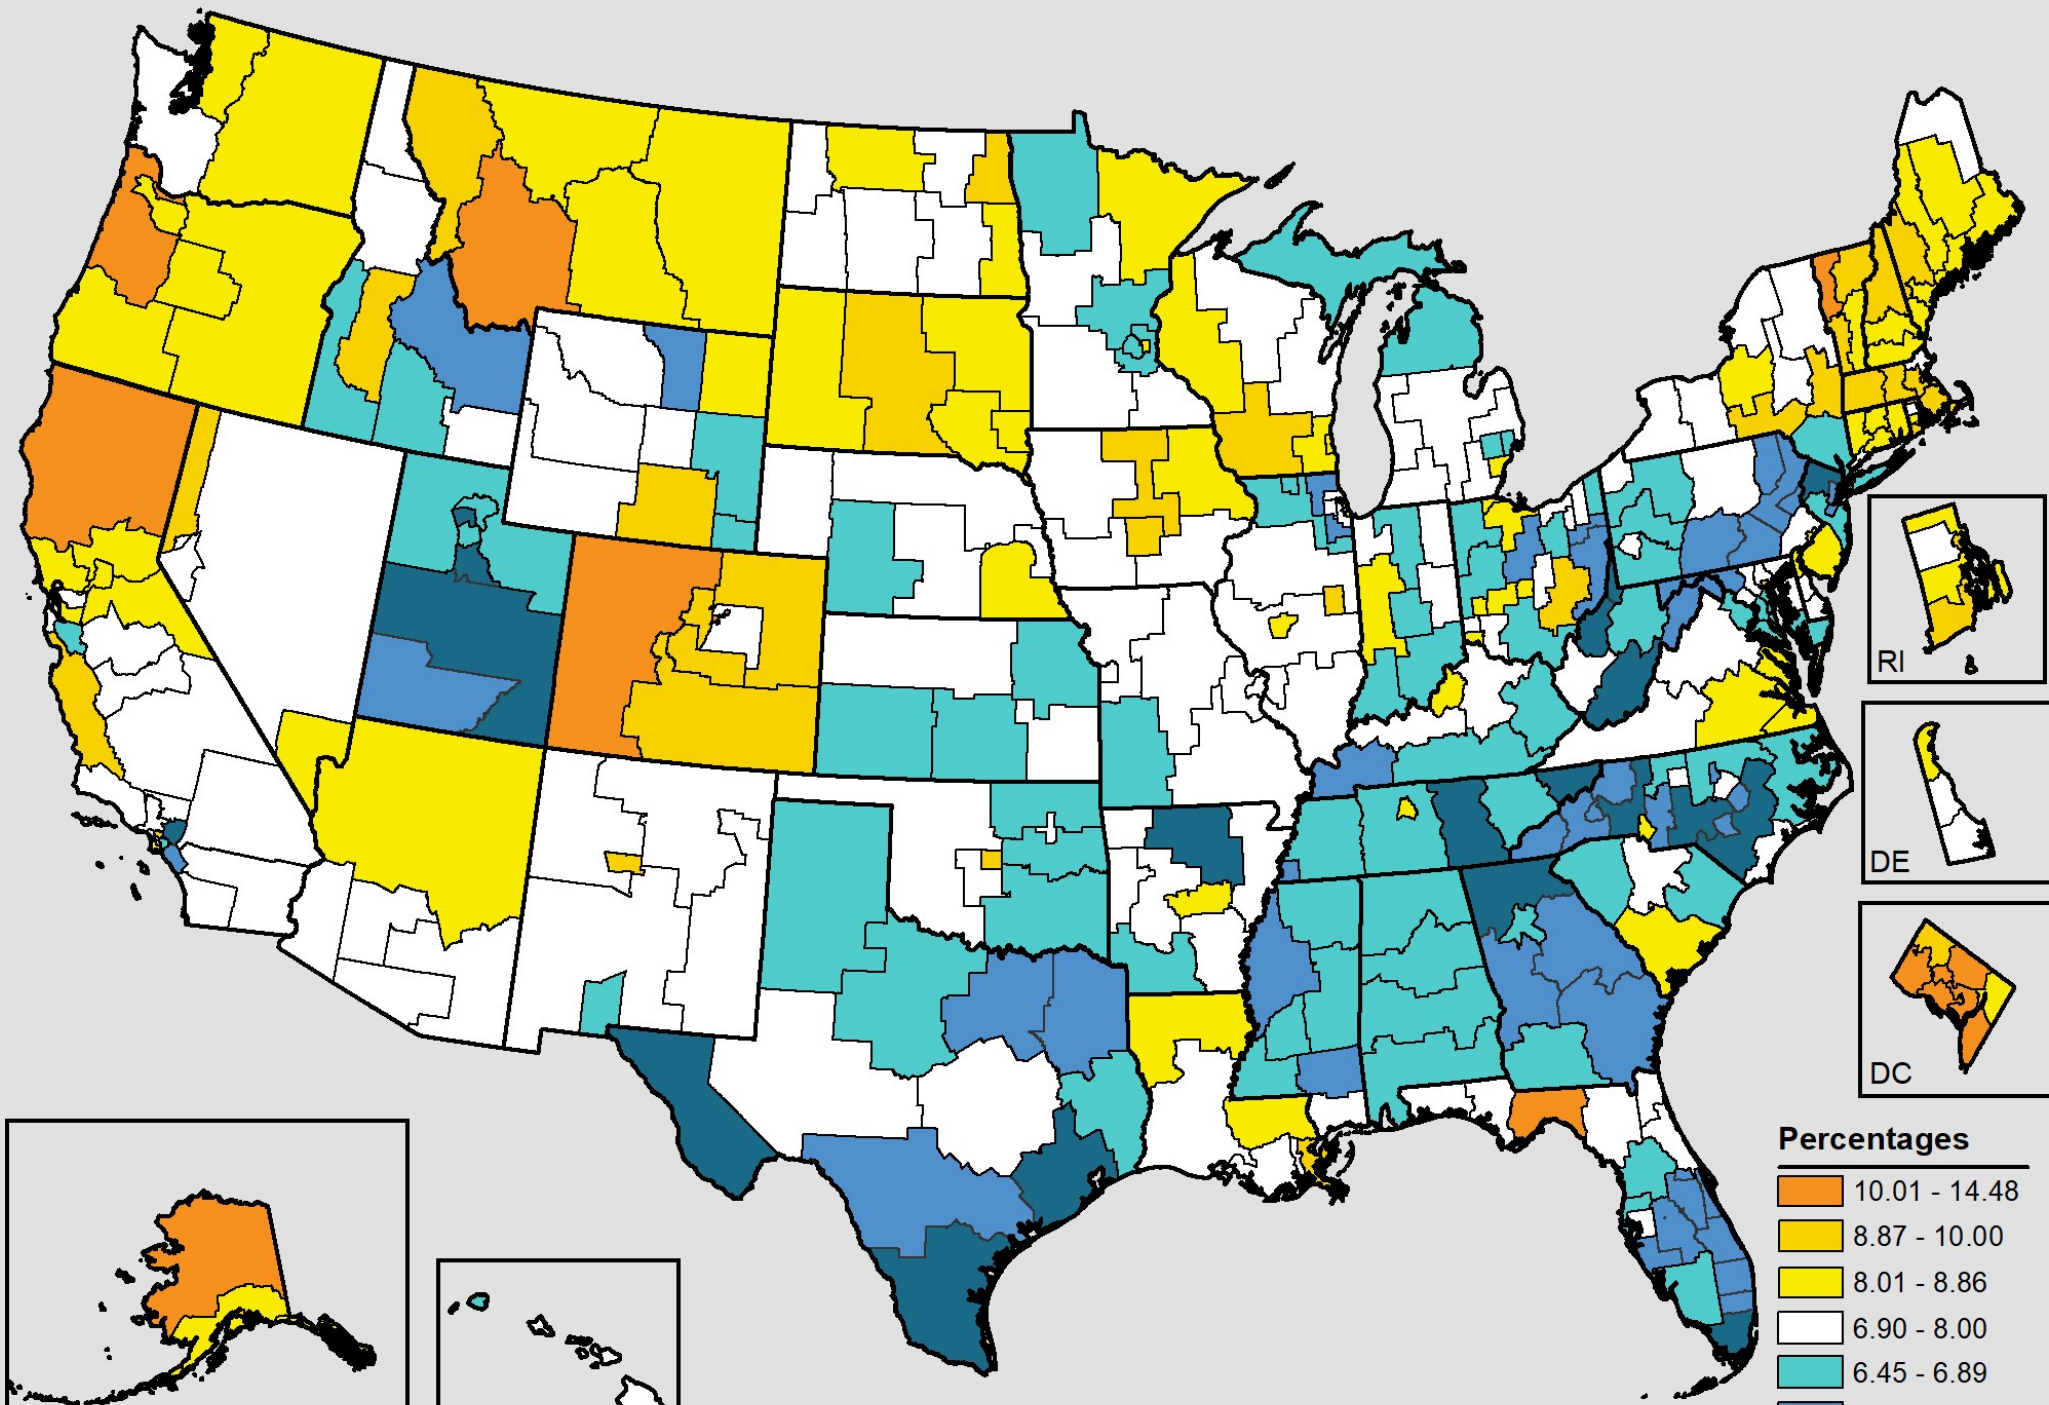 RI
DE
DC
Percentages
10.01 - 14.48
8.87 - 10.00
8.01 - 8.86
6.90 - 8.00
6.45 - 6.89